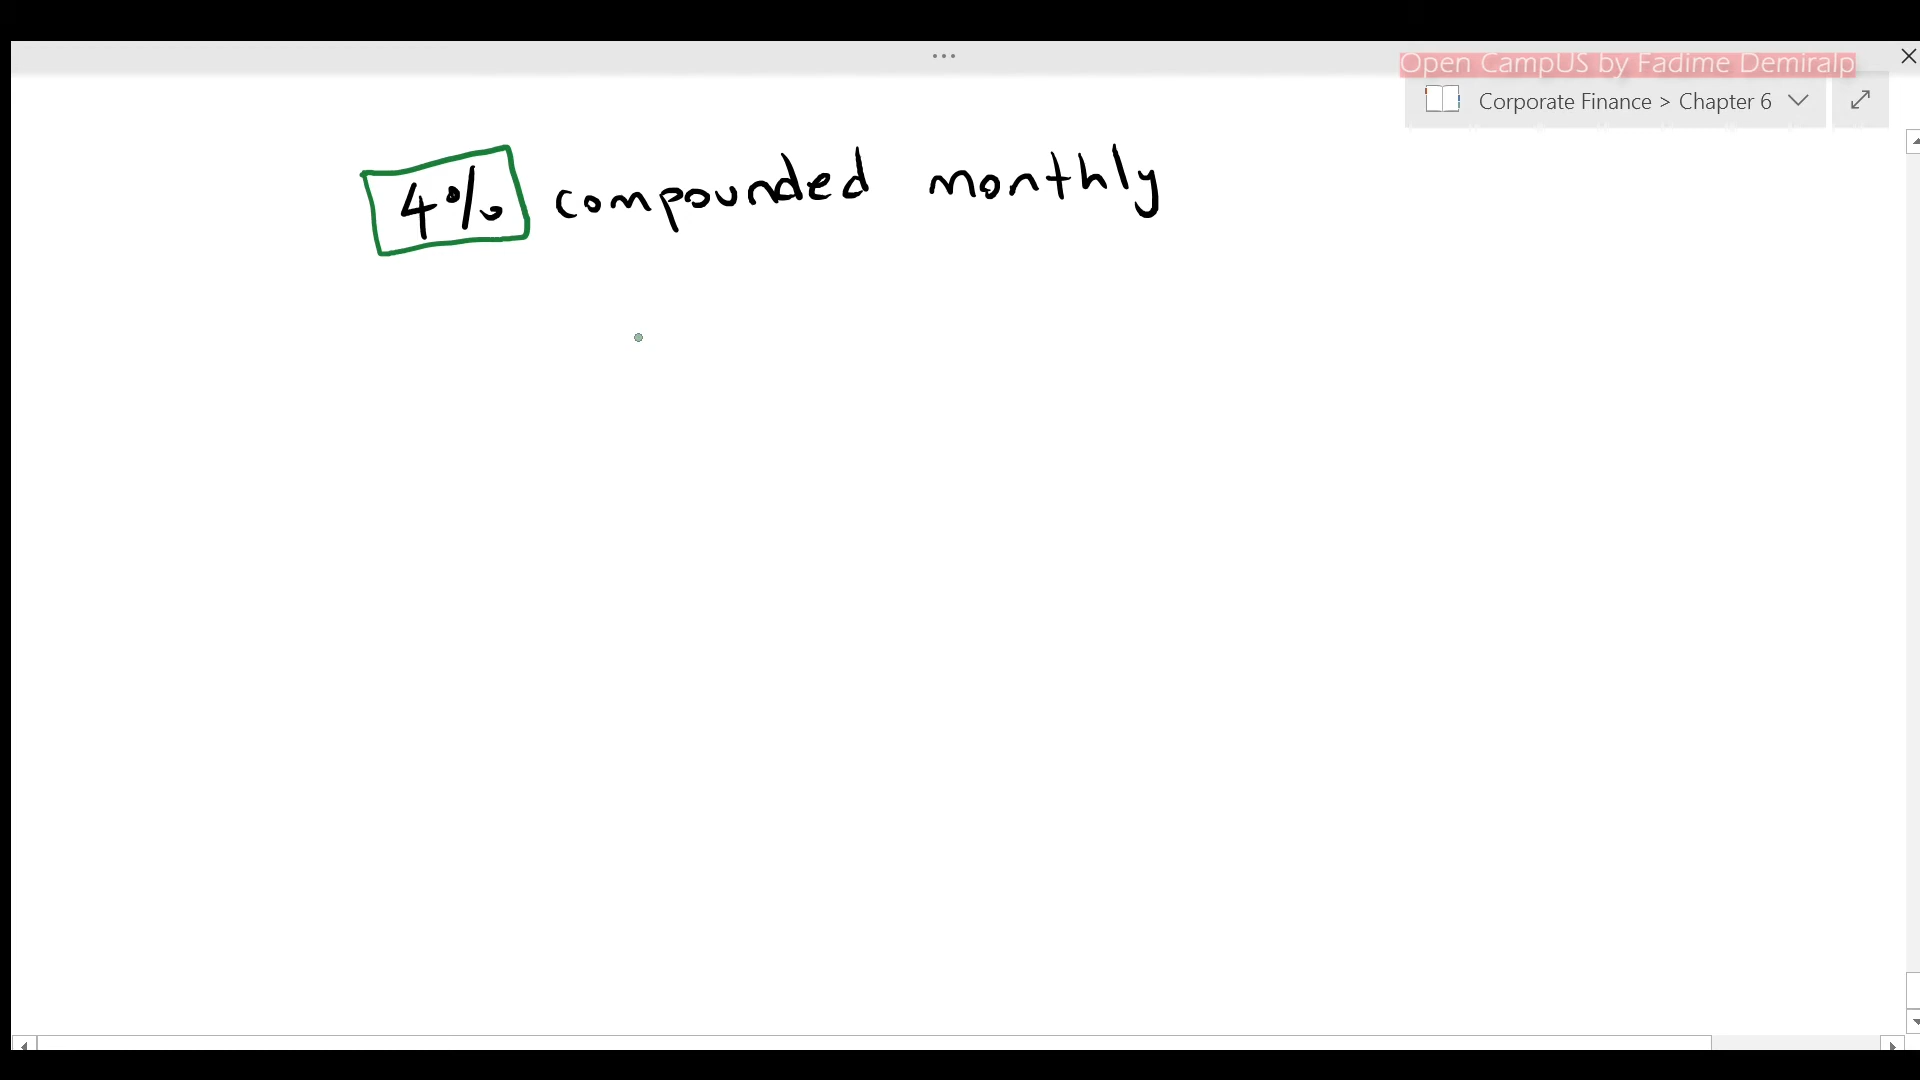 Open CampUS by Fadime Demiralp
Corporate Finance > Chapter 6
4% compounded monthly